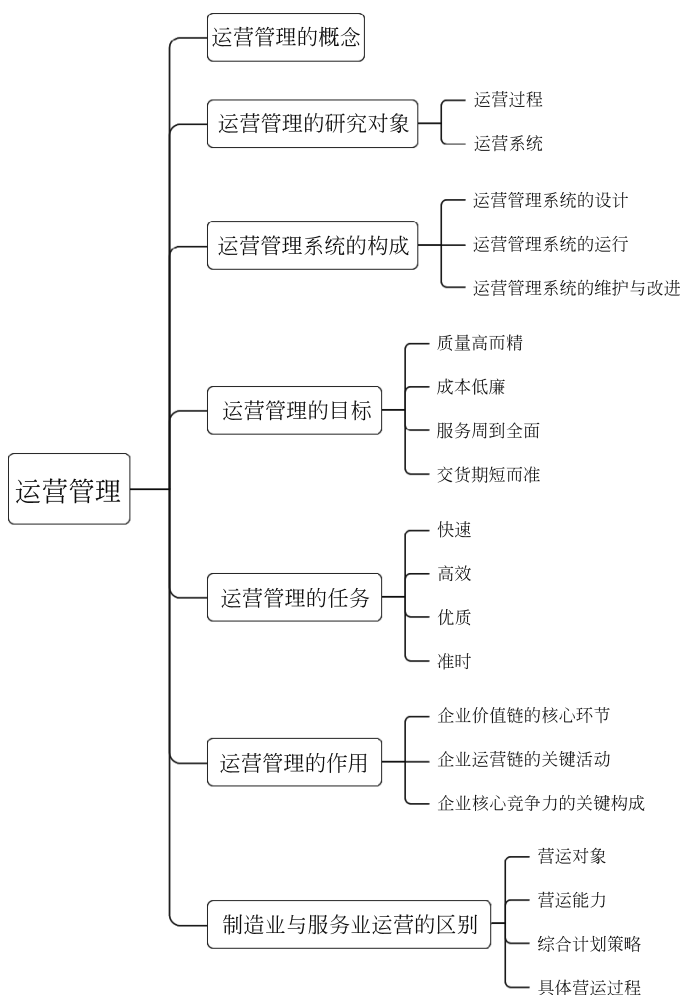 运营管理
运营管理的概念
运营管理的研究对象
运营过程
运营系统
运营管理系统的构成
运营管理系统的设计
运营管理系统的运行
运营管理系统的维护与改进
运营管理的目标
质量高而精
成本低廉
服务周到全面
交货期短而准
运营管理的任务
快速
高效
优质
准时
运营管理的作用
企业价值链的核心环节
企业运营链的关键活动
企业核心竞争力的关键构成
制造业与服务业运营的区别
营运对象
营运能力
综合计划策略
具体营运过程